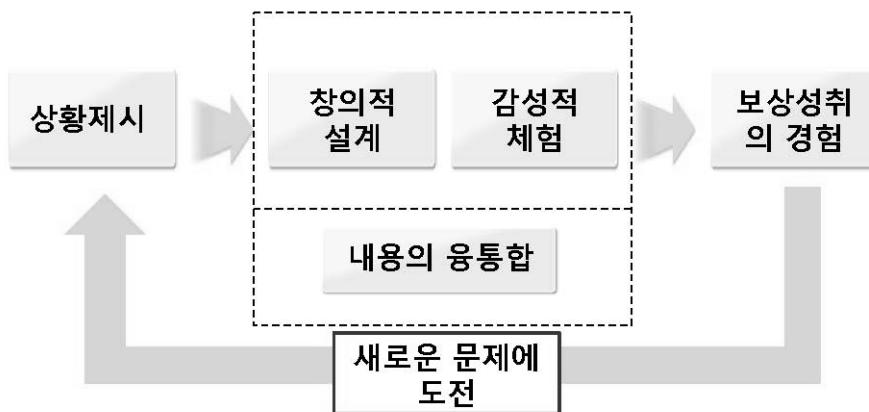 상황제시
창의적
설계
감성적
체험
보상성취
의 경험
내용의 융통합
새로운 문제에
도전